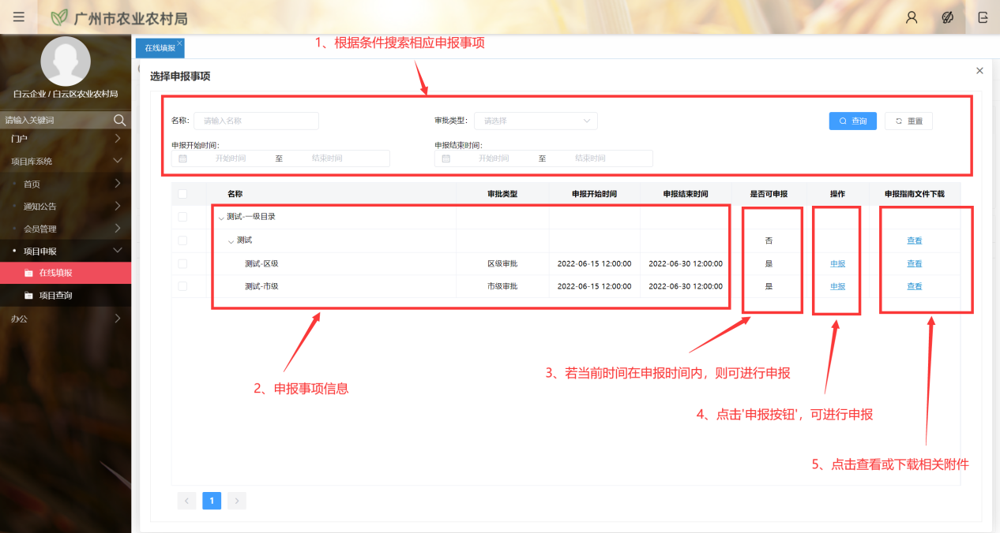 广州市农业农村局
白云企业 / 白云区农业农村局
请输入关键词
门户
项目库系统
首页
通知公告
会员管理
项目申报
在线填报
项目查询
办公
在线填报
1、根据条件搜索相应申报事项
选择申报事项
名称: 请输入名称 审批类型: 请选择 查询 重置
申报开始时间: 申报结束时间:
开始时间 至 结束时间 开始时间 至 结束时间
名称 审批类型 申报开始时间 申报结束时间 是否可申报 操作 申报指南文件下载
测试-一级目录
测试 否 查看
测试-区级 区级审批 2022-06-15 12:00:00 2022-06-30 12:00:00 是 申报 查看
测试-市级 市级审批 2022-06-15 12:00:00 2022-06-30 12:00:00 是 申报 查看
2、申报事项信息
3、若当前时间在申报时间内，则可进行申报
4、点击'申报按钮'，可进行申报
5、点击查看或下载相关附件
1